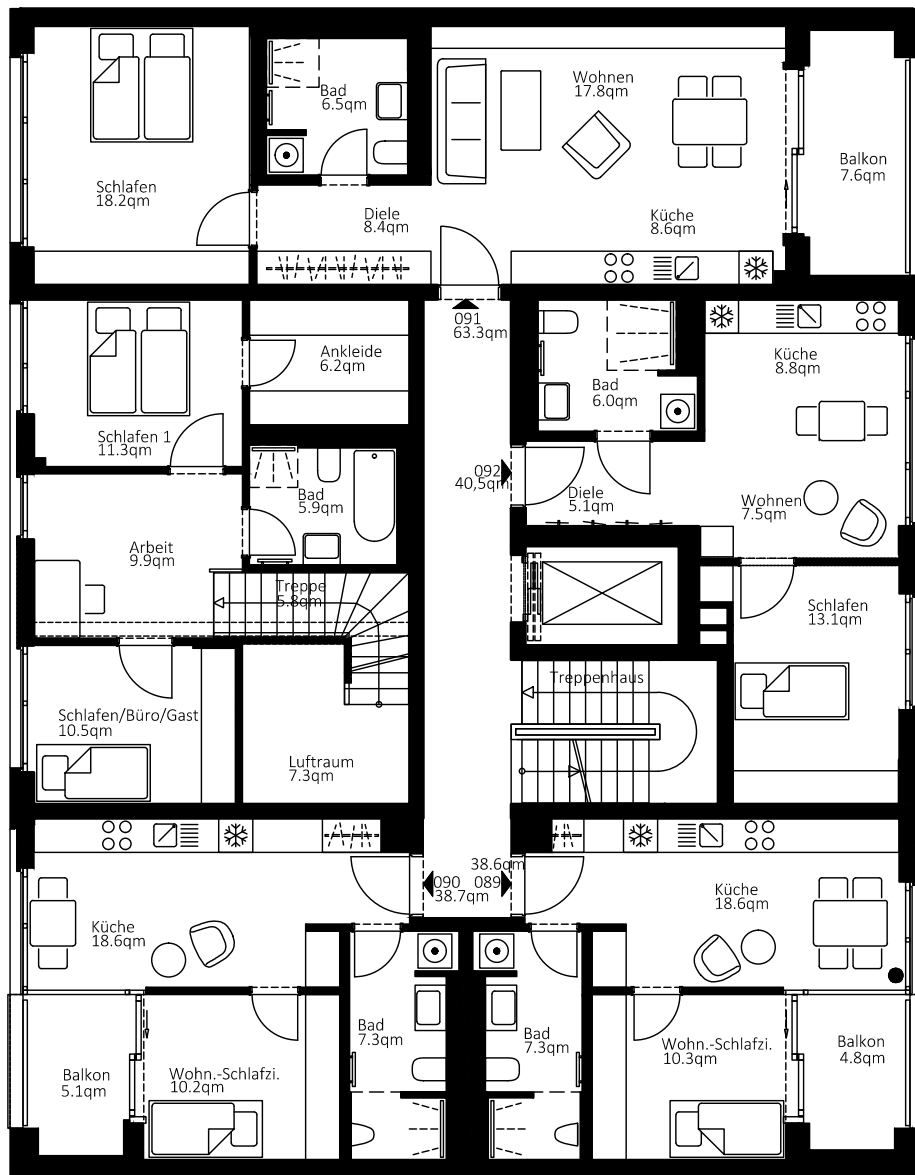 Bad
6.5qm
Wohnen
17.8qm
Balkon
7.6qm
Schlafen
18.2qm
Diele
8.4qm
Küche
8.6qm
091
63.3qm
Ankleide
6.2qm
Küche
8.8qm
Bad
6.0qm
Schlafen 1
11.3qm
092
40,5qm
Diele
5.1qm
Bad
5.9qm
Wohnen
7.5qm
Arbeit
9.9qm
Treppe
5.8qm
Schlafen
13.1qm
Treppenhaus
Schlafen/Büro/Gast
10.5qm
Luftraum
7.3qm
38.6qm
090
089
38.7qm
Küche
18.6qm
Küche
18.6qm
Bad
7.3qm
Bad
7.3qm
Wohn.-Schlafzi.
10.3qm
Balkon
4.8qm
Balkon
5.1qm
Wohn.-Schlafzi.
10.2qm